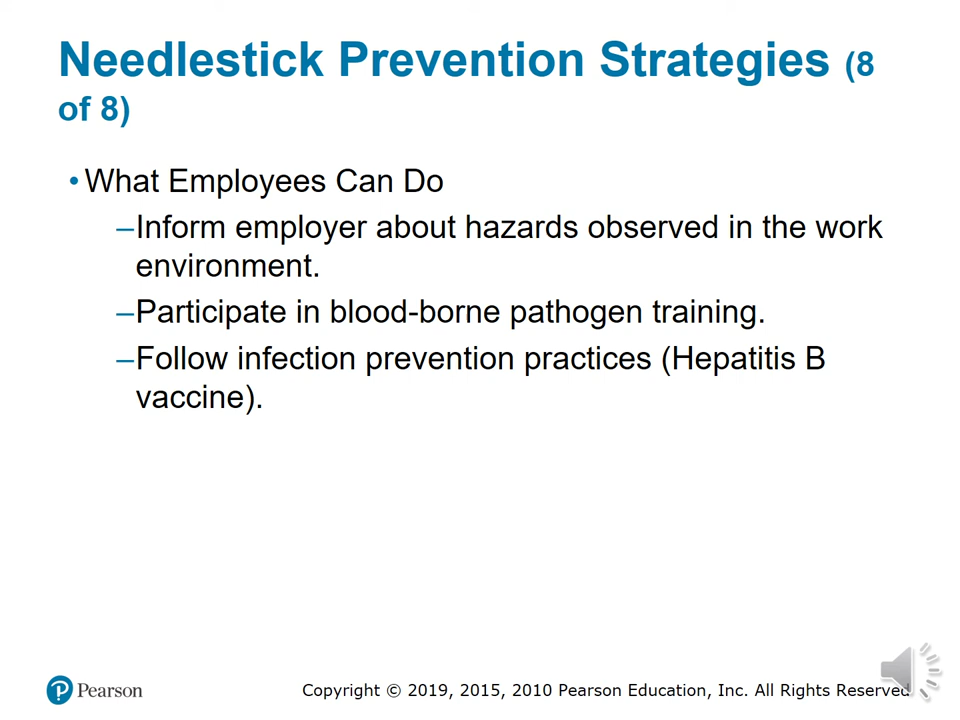 Needlestick Prevention Strategies (8
of 8)
• What Employees Can Do
–Inform employer about hazards observed in the work
environment.
–Participate in blood-borne pathogen training.
–Follow infection prevention practices (Hepatitis B
vaccine).
P Pearson
Copyright © 2019, 2015, 2010 Pearson Education, Inc. All Rights Reserved